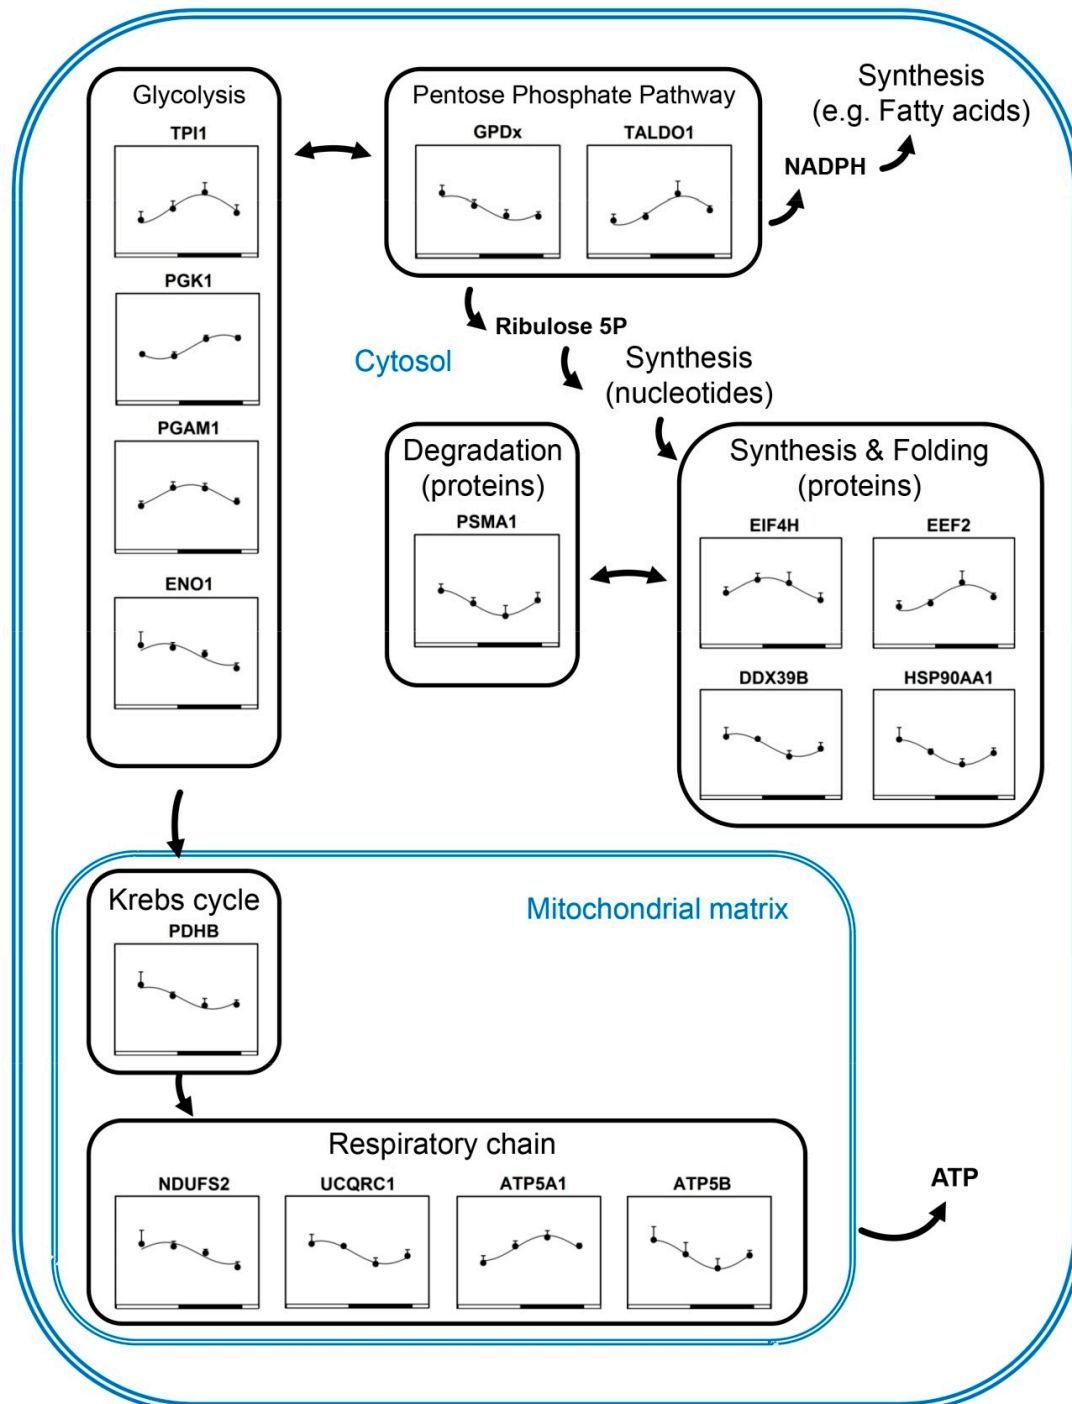 Glycolysis
TPI1
PGK1
PGAM1
ENO1
Pentose Phosphate Pathway
GPDx
TALDO1
Synthesis
(e.g. Fatty acids)
NADPH
Ribulose 5P
Cytosol
Synthesis
(nucleotides)
Degradation
(proteins)
PSMA1
Synthesis & Folding
(proteins)
EIF4H
EEF2
DDX39B
HSP90AA1
Krebs cycle
PDHB
Mitochondrial matrix
Respiratory chain
NDUFS2
UCQRC1
ATP5A1
ATP5B
ATP